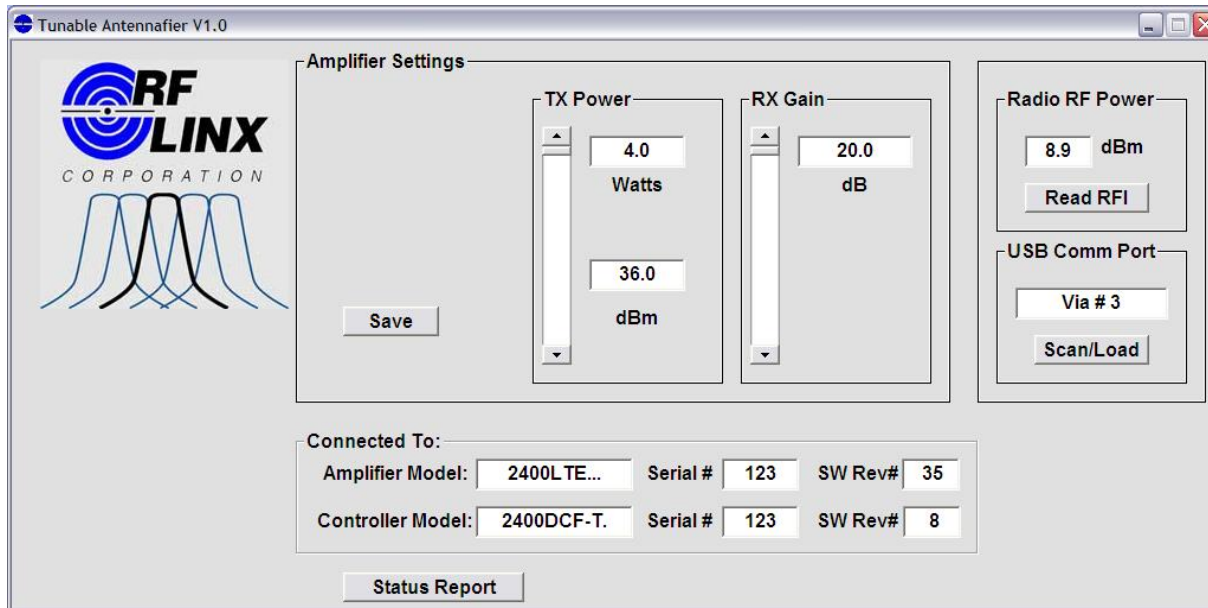 Tunable Antennafier V1.0
RF
LINX
CORPORATION
Amplifier Settings
Save
TX Power
4.0
Watts
36.0
dBm
RX Gain
20.0
dB
Radio RF Power
8.9 dBm
Read RFI
USB Comm Port
Via # 3
Scan/Load
Connected To:
Amplifier Model: 2400LTE... Serial # 123 SW Rev# 35
Controller Model: 2400DCF-T. Serial # 123 SW Rev# 8
Status Report